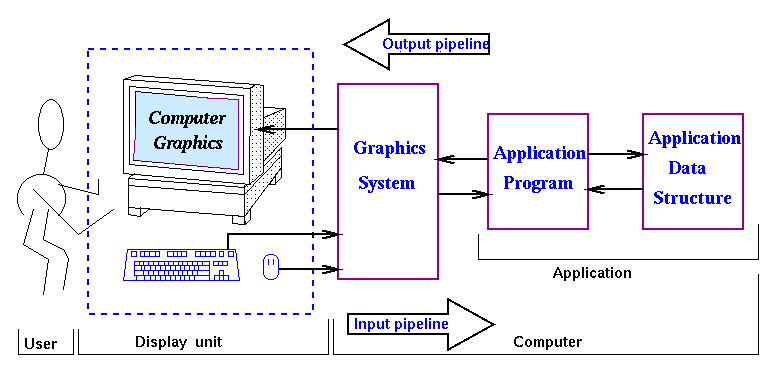 Output pipeline
Computer
Graphics
Graphics
System
Application
Program
Application
Data
Structure
Application
Input pipeline
User
Display unit
Computer